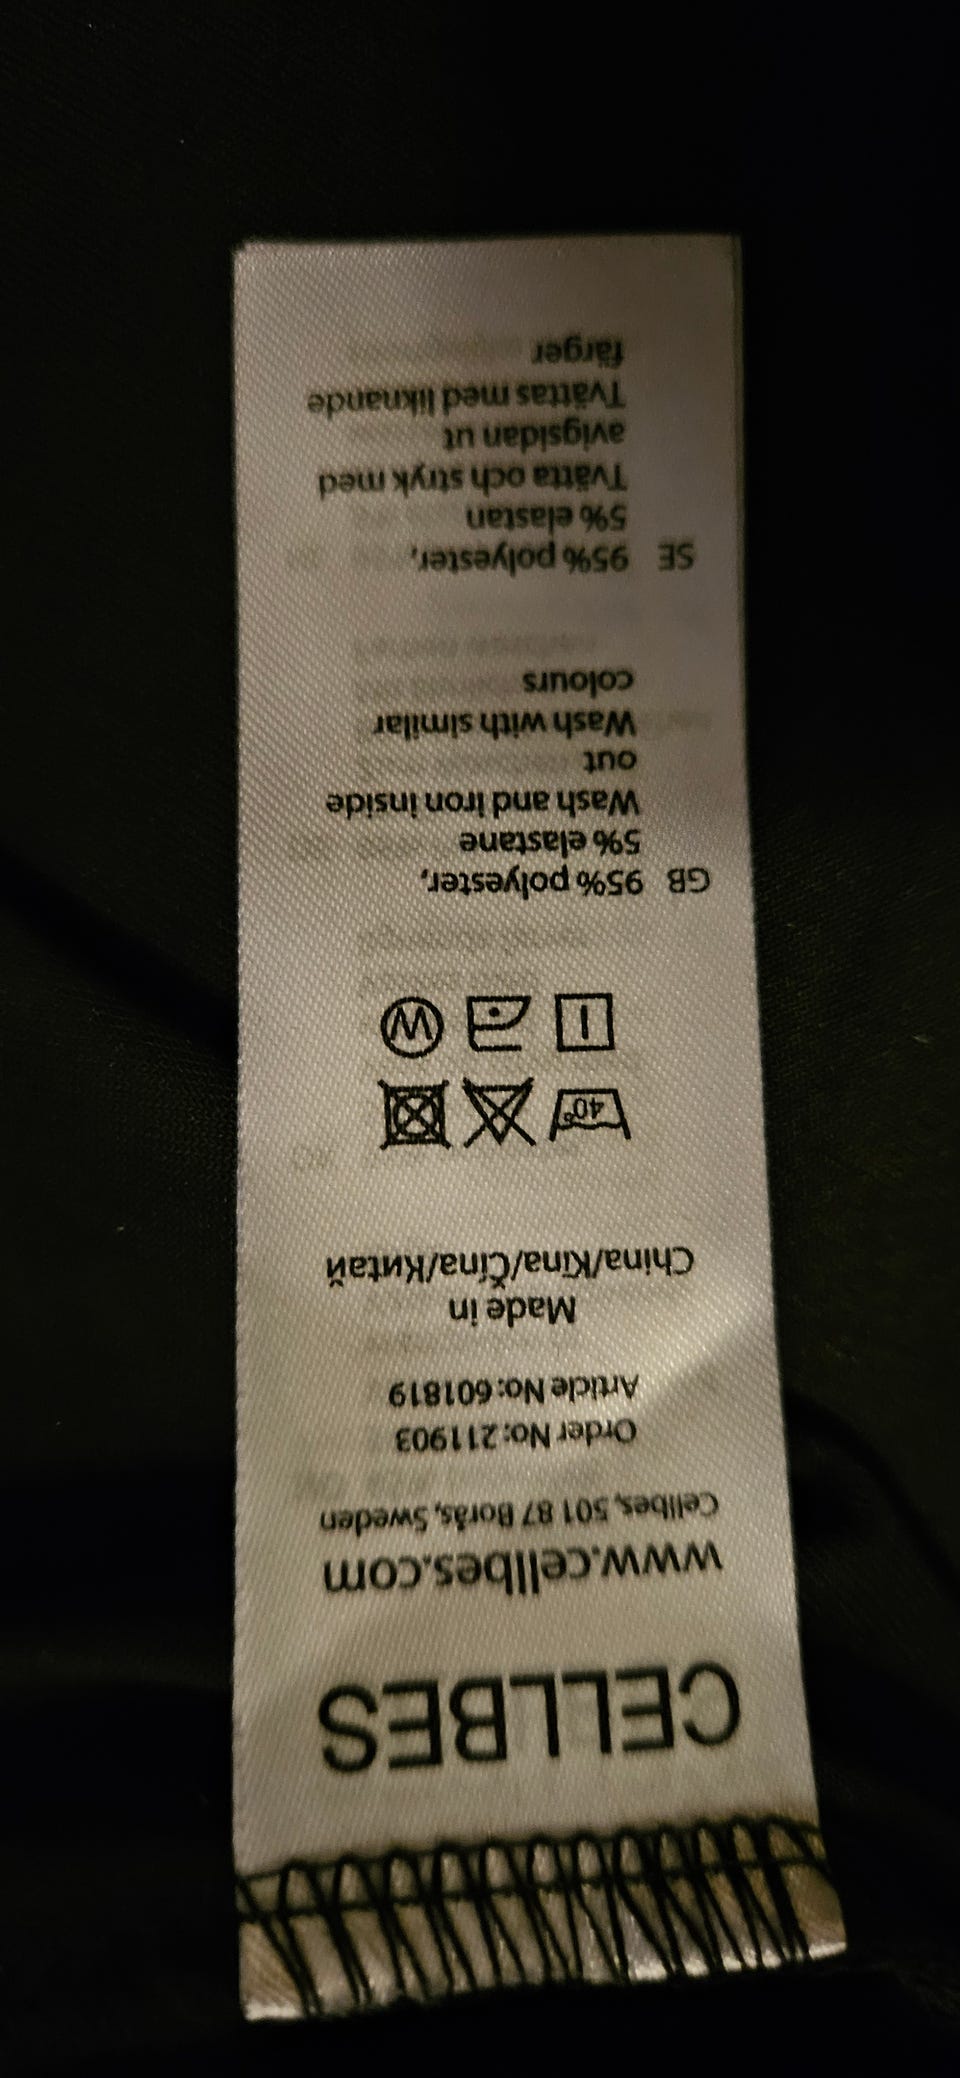 CELLBES
www.cellbes.com
Cellbes, 501 87 Borås, Sweden
Order No: 211903
Article No: 601819
Made in
China/Kina/Čína/Китай
40°
W
GB 95% polyester,
5% elastane
Wash and iron inside
out
Wash with similar
colours
SE 95% polyester,
5% elastan
Tvätta och stryk med
avigsidan ut
Tvättas med liknande
färger